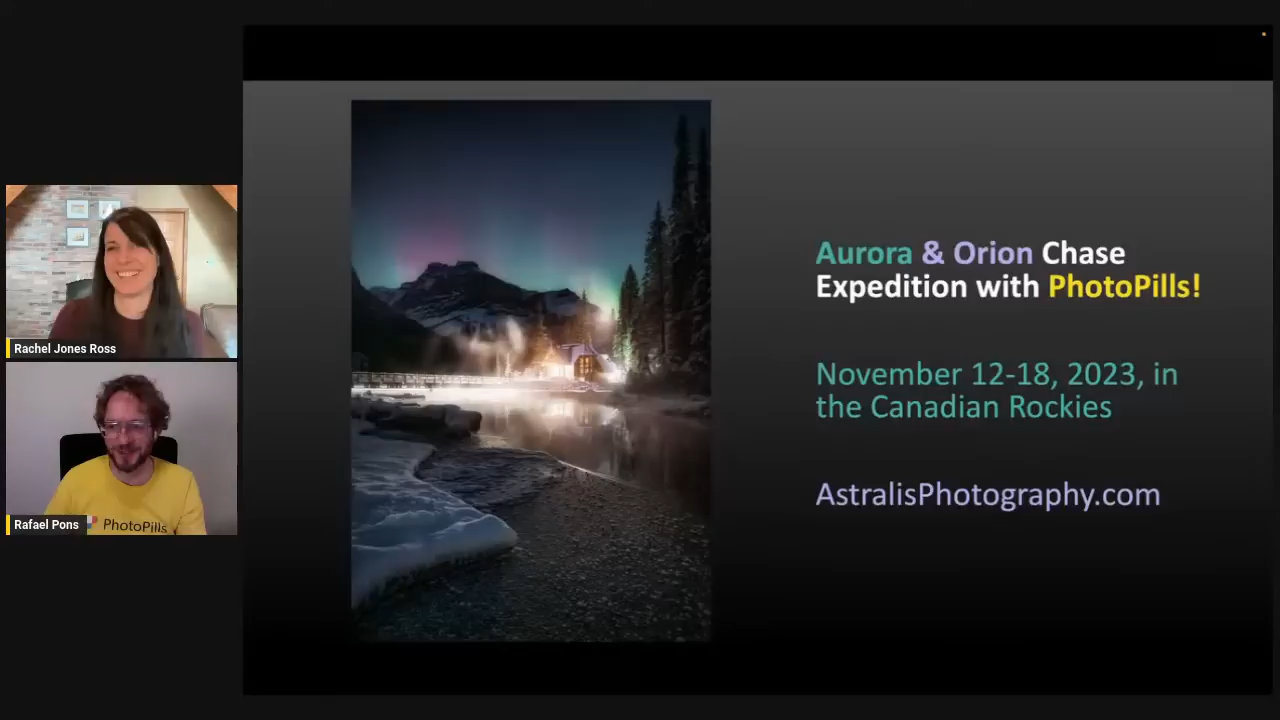 Rachel Jones Ross
Rafael Pons
PhotoPills
Aurora & Orion Chase
Expedition with PhotoPills!
November 12-18, 2023, in
the Canadian Rockies
AstralisPhotography.com